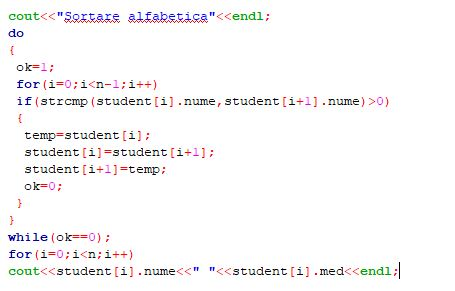 cout<<"Sortare alfabetica"<<endl;
do
{
 ok=1;
 for(i=0;i<n-1;i++)
 if(strcmp(student[i].nume,student[i+1].nume)>0)
 {
  temp=student[i];
  student[i]=student[i+1];
  student[i+1]=temp;
  ok=0;
 }
}
while(ok==0);
for(i=0;i<n;i++)
cout<<student[i].nume<<" "<<student[i].med<<endl;